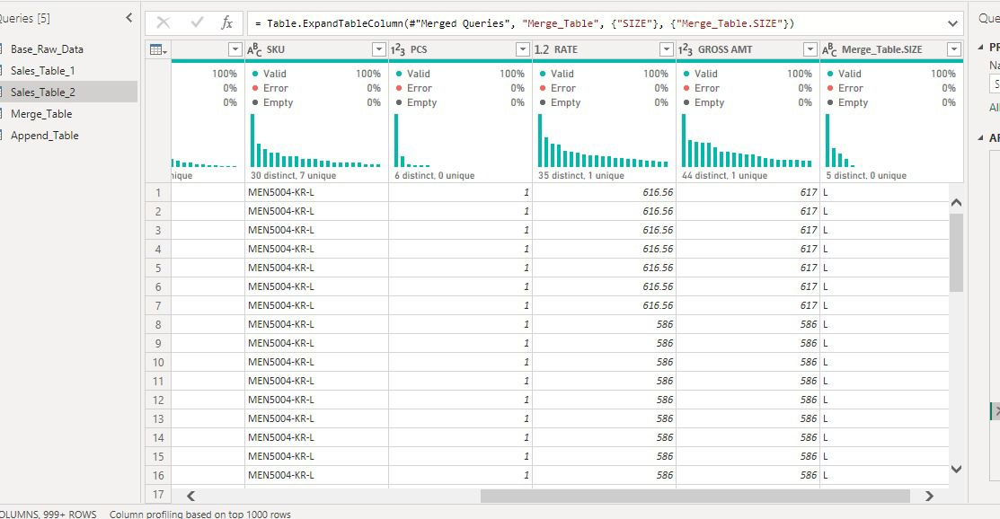 ueries [5]
Que
= Table.ExpandTableColumn(#"Merged Queries", "Merge_Table", {"SIZE"}, {"Merge_Table.SIZE"})
Base_Raw_Data
Sales_Table_1
Sales_Table_2
Merge_Table
Append_Table
PR
Na
S
All
AP
SKU PCS 1.2 RATE GROSS AMT Merge_Table.SIZE
100% Valid 100% Valid 100% Valid 100% Valid 100% Valid 100%
0% Error 0% Error 0% Error 0% Error 0% Error 0%
0% Empty 0% Empty 0% Empty 0% Empty 0% Empty 0%
nique 30 distinct, 7 unique 6 distinct, 0 unique 35 distinct, 1 unique 44 distinct, 1 unique 5 distinct, 0 unique
1 MEN5004-KR-L 1 616.56 617 L
2 MEN5004-KR-L 1 616.56 617 L
3 MEN5004-KR-L 1 616.56 617 L
4 MEN5004-KR-L 1 616.56 617 L
5 MEN5004-KR-L 1 616.56 617 L
6 MEN5004-KR-L 1 616.56 617 L
7 MEN5004-KR-L 1 616.56 617 L
8 MEN5004-KR-L 1 586 586 L
9 MEN5004-KR-L 1 586 586 L
10 MEN5004-KR-L 1 586 586 L
11 MEN5004-KR-L 1 586 586 L
12 MEN5004-KR-L 1 586 586 L
13 MEN5004-KR-L 1 586 586 L
14 MEN5004-KR-L 1 586 586 L
15 MEN5004-KR-L 1 586 586 L
16 MEN5004-KR-L 1 586 586 L
17
OLUMNS, 999+ ROWS Column profiling based on top 1000 rows